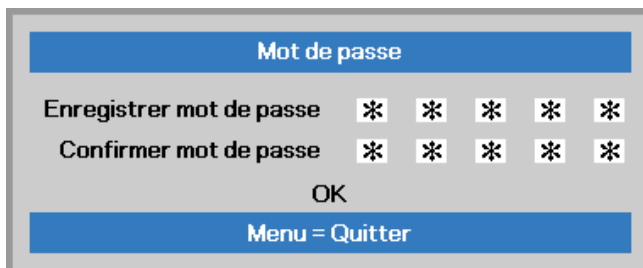 Mot de passe
Enregistrer mot de passe * * * * *
Confirmer mot de passe * * * * *
OK
Menu = Quitter